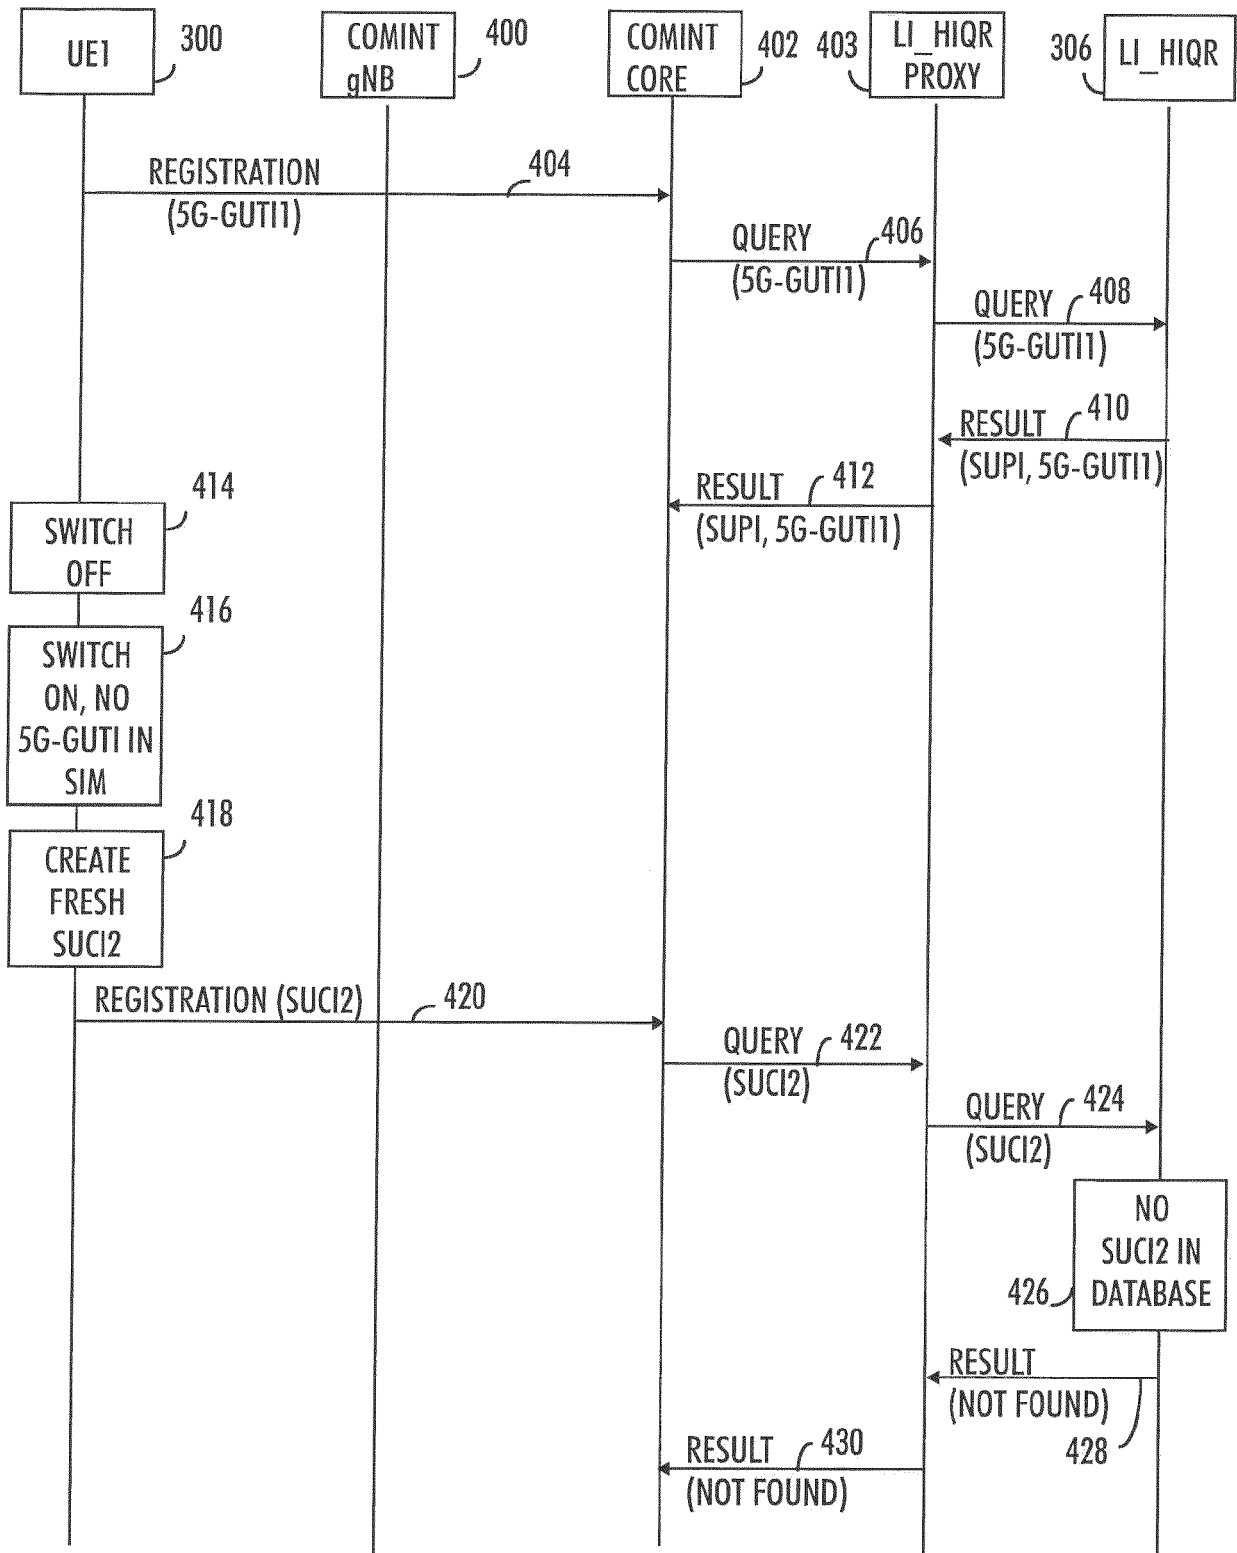 UE1
300
COMINT
gNB
400
COMINT
CORE
402
403
LI_HIQR
PROXY
306
LI_HIQR
REGISTRATION
404
(5G-GUTI1)
QUERY
406
(5G-GUTI1)
QUERY
408
(5G-GUTI1)
RESULT
410
(SUPI, 5G-GUTI1)
RESULT
412
(SUPI, 5G-GUTI1)
414
SWITCH
OFF
416
SWITCH
ON, NO
5G-GUTI IN
SIM
418
CREATE
FRESH
SUCI2
REGISTRATION (SUCI2)
420
QUERY
422
(SUCI2)
QUERY
424
(SUCI2)
NO
SUCI2 IN
DATABASE
426
RESULT
(NOT FOUND)
428
RESULT
430
(NOT FOUND)